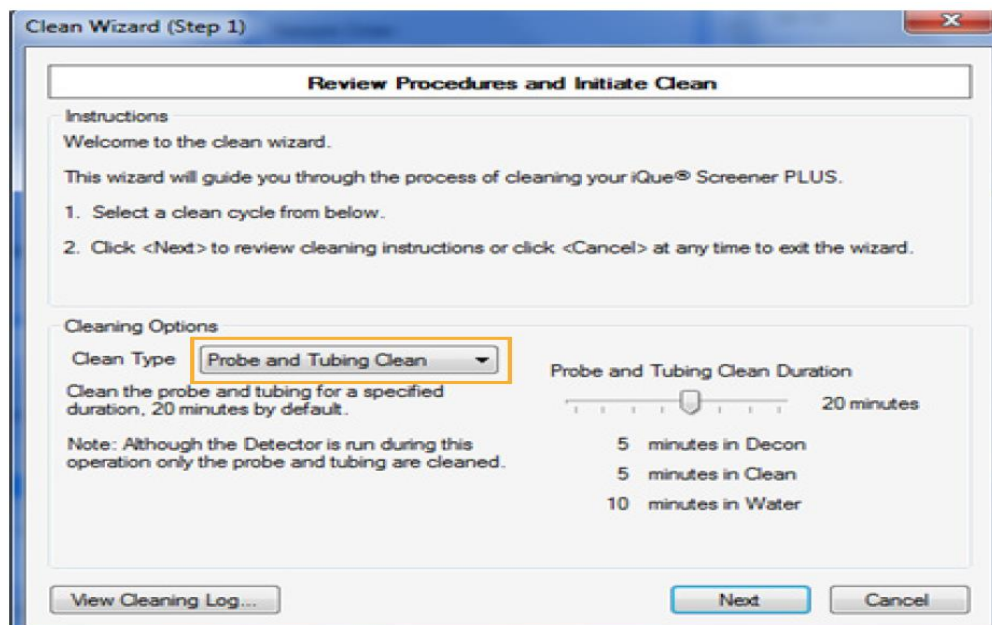 Clean Wizard (Step 1)
Review Procedures and Initiate Clean
Instructions
Welcome to the clean wizard.
This wizard will guide you through the process of cleaning your iQue® Screener PLUS.
1. Select a clean cycle from below.
2. Click <Next> to review cleaning instructions or click <Cancel> at any time to exit the wizard.
Cleaning Options
Clean Type Probe and Tubing Clean
Clean the probe and tubing for a specified
duration, 20 minutes by default.
Note: Although the Detector is run during this
operation only the probe and tubing are cleaned.
Probe and Tubing Clean Duration
20 minutes
5 minutes in Decon
5 minutes in Clean
10 minutes in Water
View Cleaning Log...
Next
Cancel